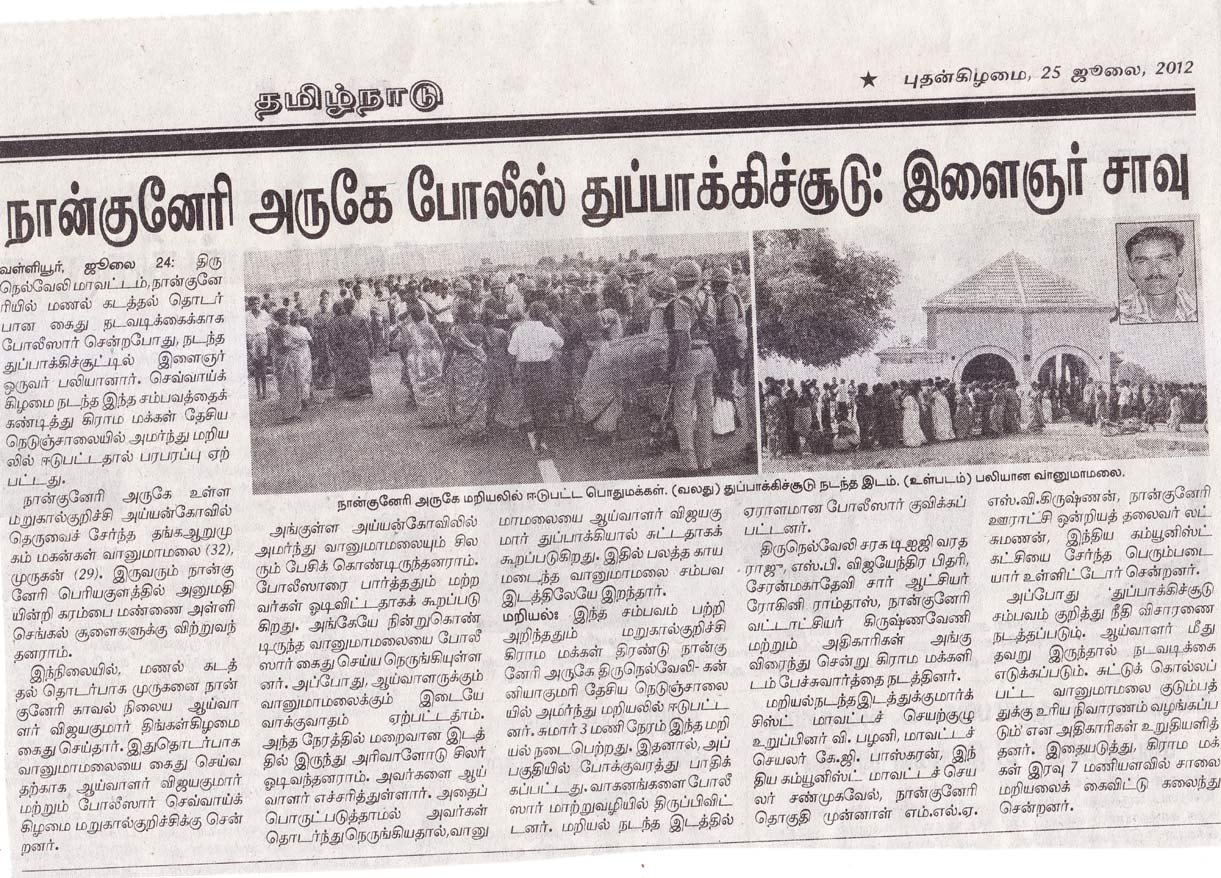 தமிழ்நாடு
★ புதன்கிழமை, 25 ஜூலை, 2012
நான்குனேரி அருகே போலீஸ் துப்பாக்கிச்சூடு: இளைஞர் சாவு
வள்ளியூர், ஜூலை 24: திரு
நெல்வேலி மாவட்டம்,நான்குனே
ரியில் மணல் கடத்தல் தொடர்
பான கைது நடவடிக்கைக்காக
போலீஸார் சென்றபோது, நடந்த
துப்பாக்கிச்சூட்டில் இளைஞர்
ஒருவர் பலியானார். செவ்வாய்க்
கிழமை நடந்த இந்த சம்பவத்தைக்
கண்டித்து கிராம மக்கள் தேசிய
நெடுஞ்சாலையில் அமர்ந்து மறிய
லில் ஈடுபட்டதால் பரபரப்பு ஏற்
பட்டது.
நான்குனேரி அருகே உள்ள
மறுகால்குறிச்சி அய்யன்கோவில்
தெருவைச் சேர்ந்த தங்கஆறுமு
கம் மகன்கள் வானுமாமலை (32),
முருகன் (29). இருவரும் நான்கு
னேரி பெரியகுளத்தில் அனுமதி
யின்றி கரம்பை மண்ணை அள்ளி
செங்கல் சூளைகளுக்கு விற்றுவந்
தனராம்.
இந்நிலையில், மணல் கடத்
தல் தொடர்பாக முருகனை நான்
குனேரி காவல் நிலைய ஆய்வா
ளர் விஜயகுமார் திங்கள்கிழமை
கைது செய்தார். இதுதொடர்பாக
வானுமாமலையை கைது செய்வ
தற்காக ஆய்வாளர் விஜயகுமார்
மற்றும் போலீஸார் செவ்வாய்க்
கிழமை மறுகால்குறிச்சிக்கு சென்
றனர்.
நான்குனேரி அருகே மறியலில் ஈடுபட்ட பொதுமக்கள். (வலது) துப்பாக்கிச்சூடு நடந்த இடம். (உள்படம்) பலியான வானுமாமலை.
அங்குள்ள அய்யன்கோவிலில்
அமர்ந்து வானுமாமலையும் சில
ரும் பேசிக் கொண்டிருந்தனராம்.
போலீஸாரை பார்த்ததும் மற்ற
வர்கள் ஓடிவிட்டதாகக் கூறப்படு
கிறது. அங்கேயே நின்றுகொண்
டிருந்த வானுமாமலையை போலீ
ஸார் கைது செய்ய நெருங்கியுள்ள
னர். அப்போது, ஆய்வாளருக்கும்
வானுமாமலைக்கும் இடையே
வாக்குவாதம் ஏற்பட்டதாம்.
அந்த நேரத்தில் மறைவான இடத்
தில் இருந்து அரிவாளோடு சிலர்
ஓடிவந்தனராம். அவர்களை ஆய்
வாளர் எச்சரித்துள்ளார். அதைப்
பொருட்படுத்தாமல் அவர்கள்
தொடர்ந்துநெருங்கியதால்,வானு
மாமலையை ஆய்வாளர் விஜயகு
மார் துப்பாக்கியால் சுட்டதாகக்
கூறப்படுகிறது. இதில் பலத்த காய
மடைந்த வானுமாமலை சம்பவ
இடத்திலேயே இறந்தார்.
மறியல்: இந்த சம்பவம் பற்றி
அறிந்ததும் மறுகால்குறிச்சி
கிராம மக்கள் திரண்டு நான்கு
னேரி அருகே திருநெல்வேலி- கன்
னியாகுமரி தேசிய நெடுஞ்சாலை
யில் அமர்ந்து மறியலில் ஈடுபட்ட
னர். சுமார் 3 மணி நேரம் இந்த மறி
யல் நடைபெற்றது. இதனால், அப்
பகுதியில் போக்குவரத்து பாதிக்
கப்பட்டது. வாகனங்களை போலீ
ஸார் மாற்றுவழியில் திருப்பிவிட்
டனர். மறியல் நடந்த இடத்தில்
ஏராளமான போலீஸார் குவிக்கப்
பட்டனர்.
திருநெல்வேலி சரக டி.ஐ.ஜி வரத
ராஜு, எஸ்.பி. விஜயேந்திர பிதரி,
சேரன்மகாதேவி சார் ஆட்சியர்
ரோகினி ராம்தாஸ், நான்குனேரி
வட்டாட்சியர் கிருஷ்ணவேணி
மற்றும் அதிகாரிகள் அங்கு
விரைந்து சென்று கிராம மக்களி
டம் பேச்சுவார்த்தை நடத்தினர்.
மறியல்நடந்தஇடத்துக்குமார்க்
சிஸ்ட் மாவட்டச் செயற்குழு
உறுப்பினர் வி. பழனி, மாவட்டச்
செயலர் கே.ஜி. பாஸ்கரன், இந்
திய கம்யூனிஸ்ட் மாவட்டச் செய
லர் சண்முகவேல், நான்குனேரி
தொகுதி முன்னாள் எம்.எல்.ஏ.
எஸ்.வி.கிருஷ்ணன், நான்குனேரி
ஊராட்சி ஒன்றியத் தலைவர் லட்
சுமணன், இந்திய கம்யூனிஸ்ட்
கட்சியை சேர்ந்த பெரும்படை
யார் உள்ளிட்டோர் சென்றனர்.
அப்போது 'துப்பாக்கிச்சூடு
சம்பவம் குறித்து நீதி விசாரணை
நடத்தப்படும். ஆய்வாளர் மீது
தவறு இருந்தால் நடவடிக்கை
எடுக்கப்படும். சுட்டுக் கொல்லப்
பட்ட வானுமாமலை குடும்பத்
துக்கு உரிய நிவாரணம் வழங்கப்ப
டும்' என அதிகாரிகள் உறுதியளித்
தனர். இதையடுத்து, கிராம மக்
கள் இரவு 7 மணியளவில் சாலை
மறியலைக் கைவிட்டு கலைந்து
சென்றனர்.